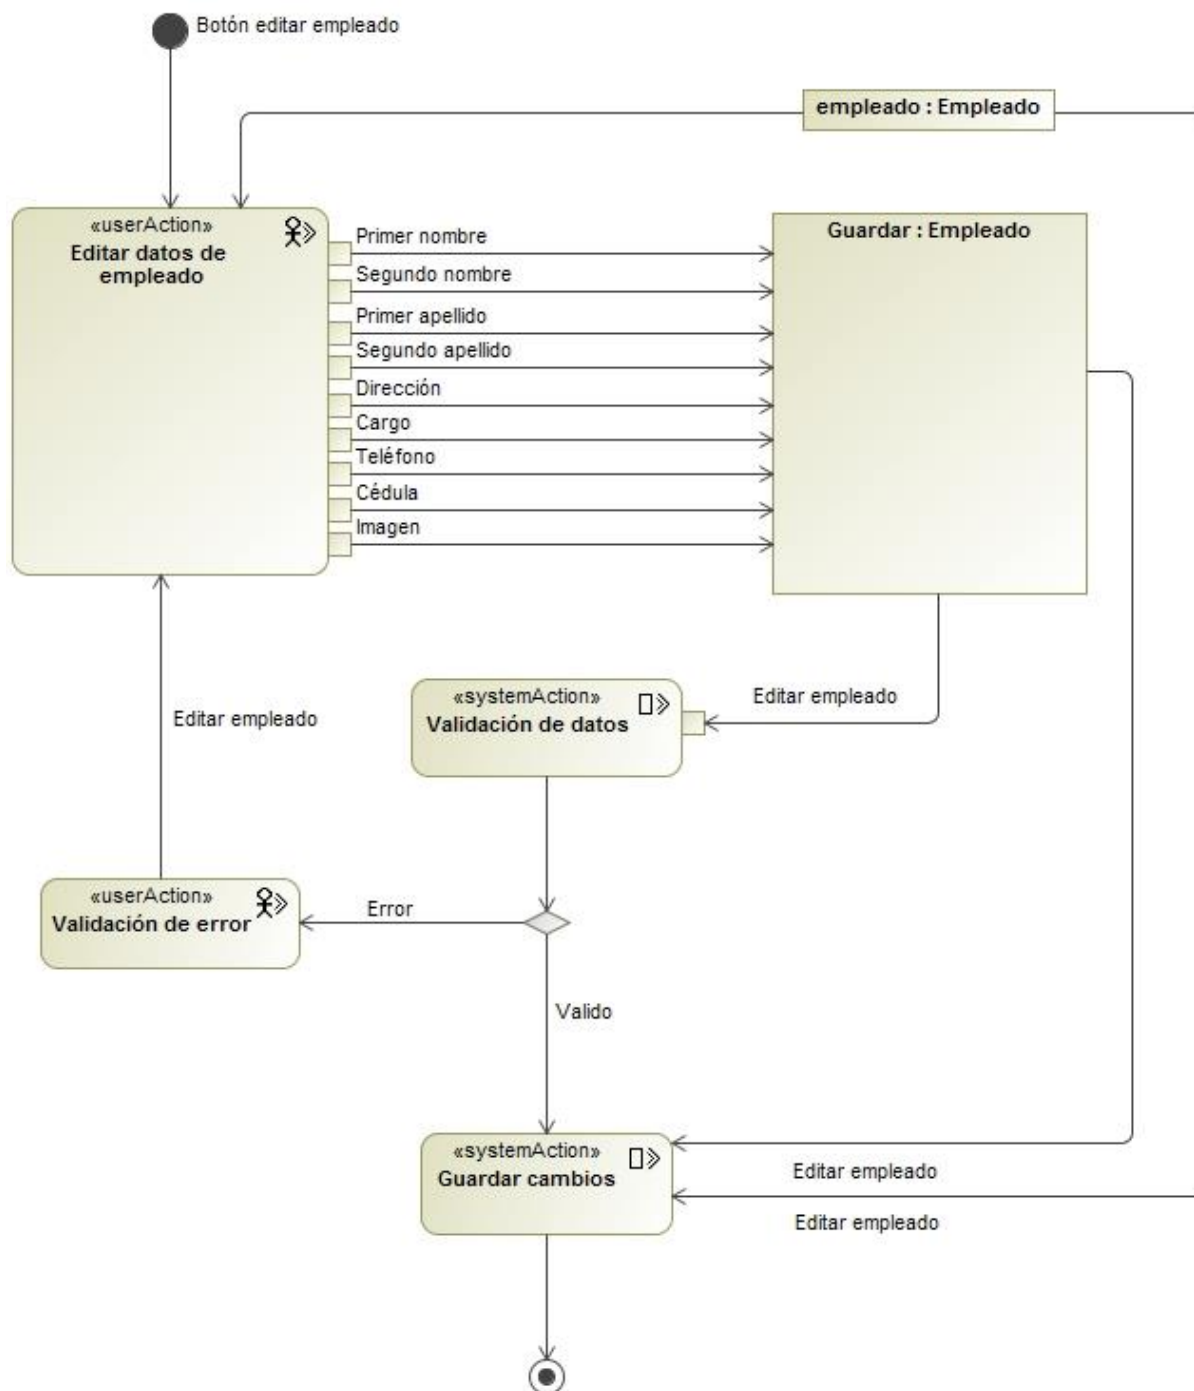 Botón editar empleado
empleado : Empleado
«userAction»
Editar datos de
empleado
Primer nombre
Segundo nombre
Primer apellido
Segundo apellido
Dirección
Cargo
Teléfono
Cédula
Imagen
Guardar : Empleado
«systemAction»
Validación de datos
Editar empleado
Editar empleado
«userAction»
Validación de error
Error
Valido
«systemAction»
Guardar cambios
Editar empleado
Editar empleado